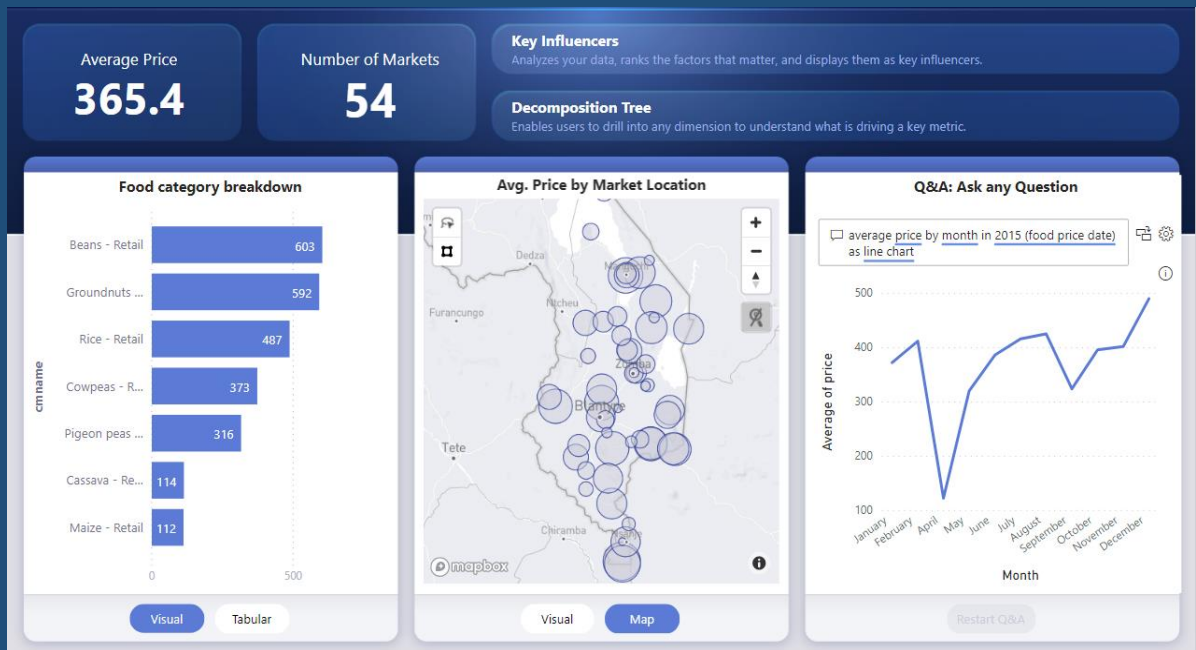 Average Price
365.4
Number of Markets
54
Key Influencers
Analyzes your data, ranks the factors that matter, and displays them as key influencers.
Decomposition Tree
Enables users to drill into any dimension to understand what is driving a key metric.
Food category breakdown
cmname
Beans - Retail
603
Groundnuts ...
592
Rice - Retail
487
Cowpeas - R...
373
Pigeon peas ...
316
Cassava - Re...
114
Maize - Retail
112
0
500
Visual
Tabular
Avg. Price by Market Location
Dedza
Ntcheu
Furancungo
Zomba
Blantyre
Tete
Chiramba
Nsanje
mapbox
Visual
Map
Q&A: Ask any Question
average price by month in 2015 (food price date)
as line chart
Average of price
500
400
300
200
100
January
February
April
May
June
July
August
September
October
November
December
Month
Restart Q&A